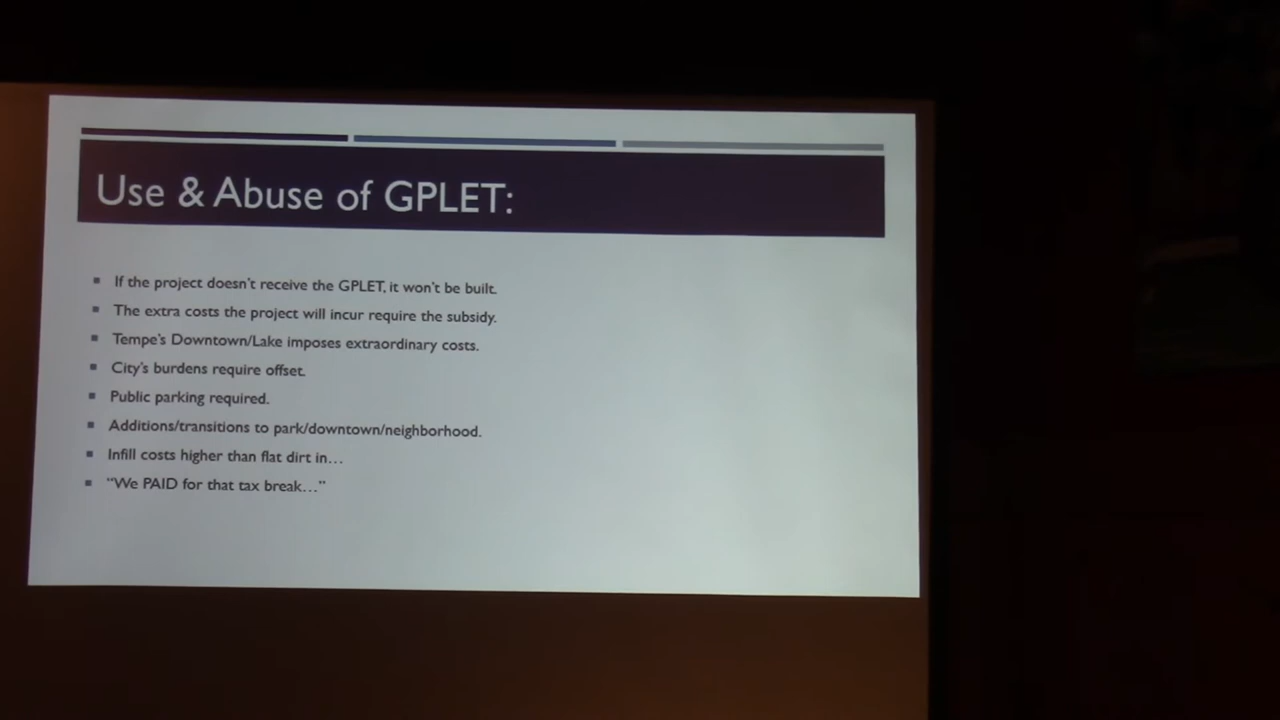 Use & Abuse of GPLET:
If the project doesn't receive the GPLET, it won't be built.
The extra costs the project will incur require the subsidy.
Tempe's Downtown/Lake imposes extraordinary costs.
City's burdens require offset.
Public parking required.
Additions/transitions to park/downtown/neighborhood.
Infill costs higher than flat dirt in…
“We PAID for that tax break…”